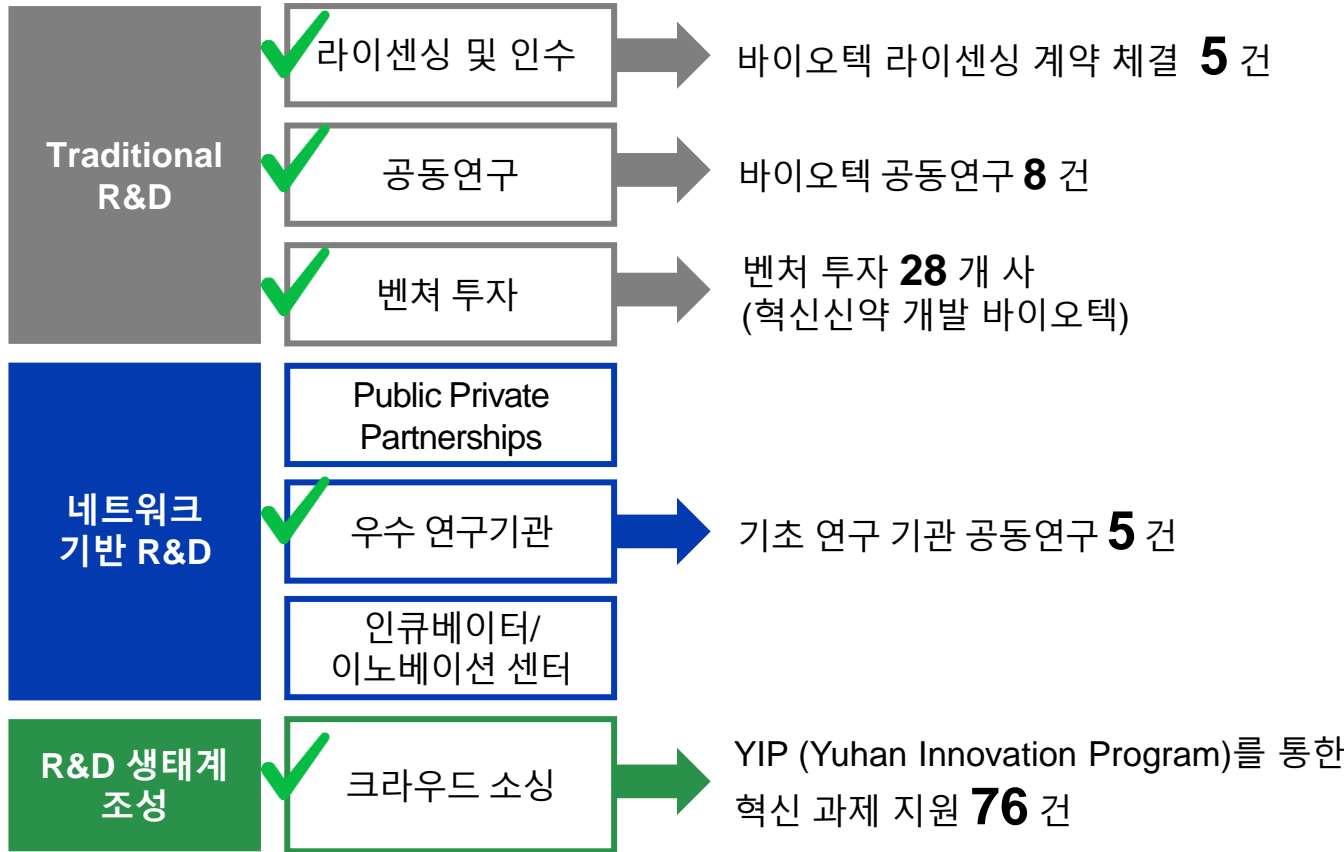 Traditional
R&D
라이센싱 및 인수
바이오텍 라이센싱 계약 체결 5 건
공동연구
바이오텍 공동연구 8 건
벤쳐 투자
벤처 투자 28 개 사
(혁신신약 개발 바이오텍)
네트워크
기반 R&D
Public Private
Partnerships
우수 연구기관
기초 연구 기관 공동연구 5 건
인큐베이터/
이노베이션 센터
R&D 생태계
조성
크라우드 소싱
YIP (Yuhan Innovation Program)를 통한
혁신 과제 지원 76 건